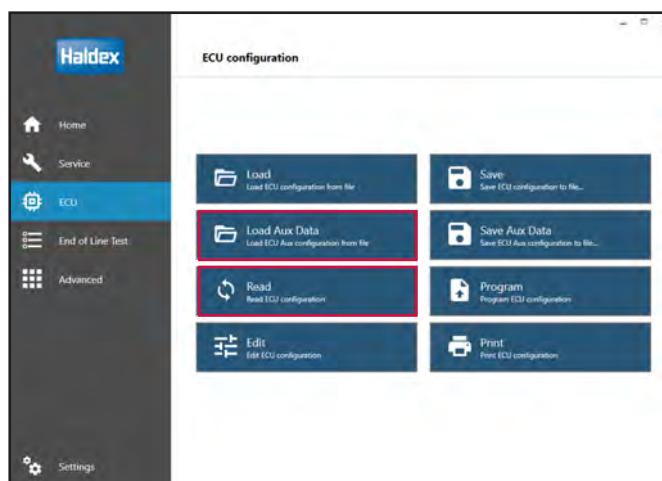 Haldex
ECU configuration
Home
Service
ECU
End of Line Test
Advanced
Settings
Load
Load ECU configuration from file
Save
Save ECU configuration to file...
Load Aux Data
Load ECU Aux configuration from file
Save Aux Data
Save ECU Aux configuration to file...
Read
Read ECU configuration
Program
Program ECU configuration
Edit
Edit ECU configuration
Print
Print ECU configuration